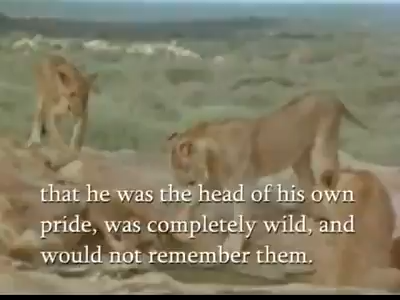 that he was the head of his own
pride, was completely wild, and
would not remember them.